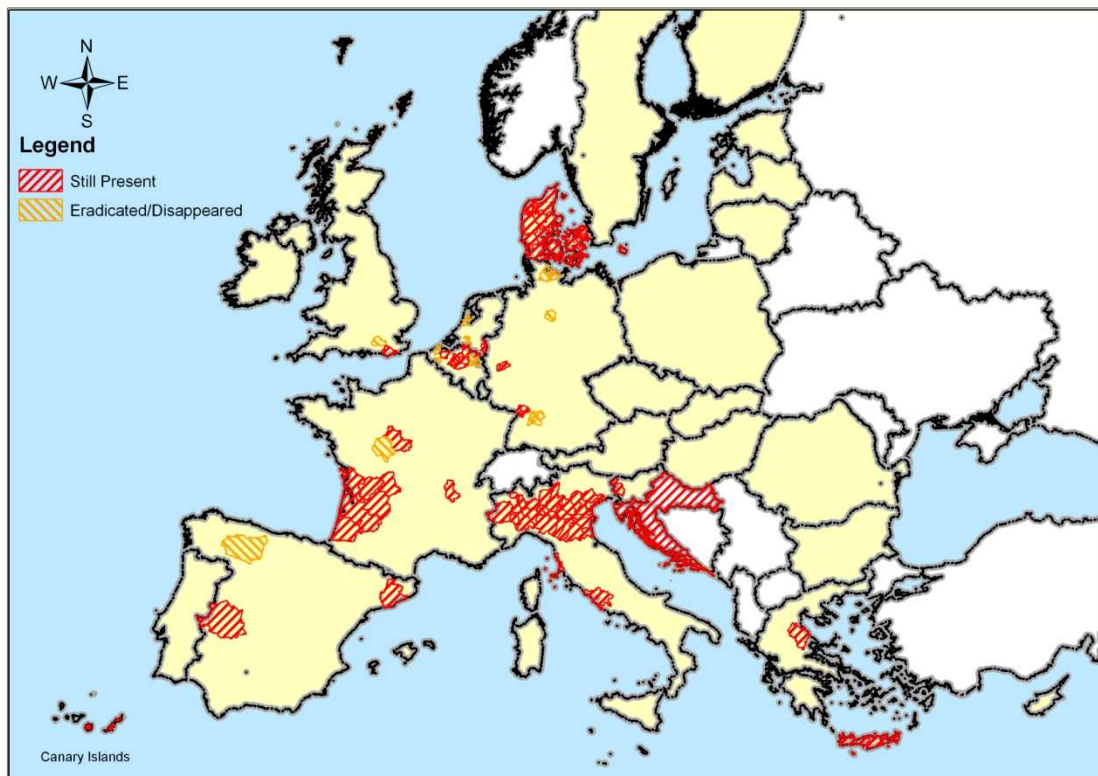 N
W E
S
Legend
Still Present
Eradicated/Disappeared
Canary Islands